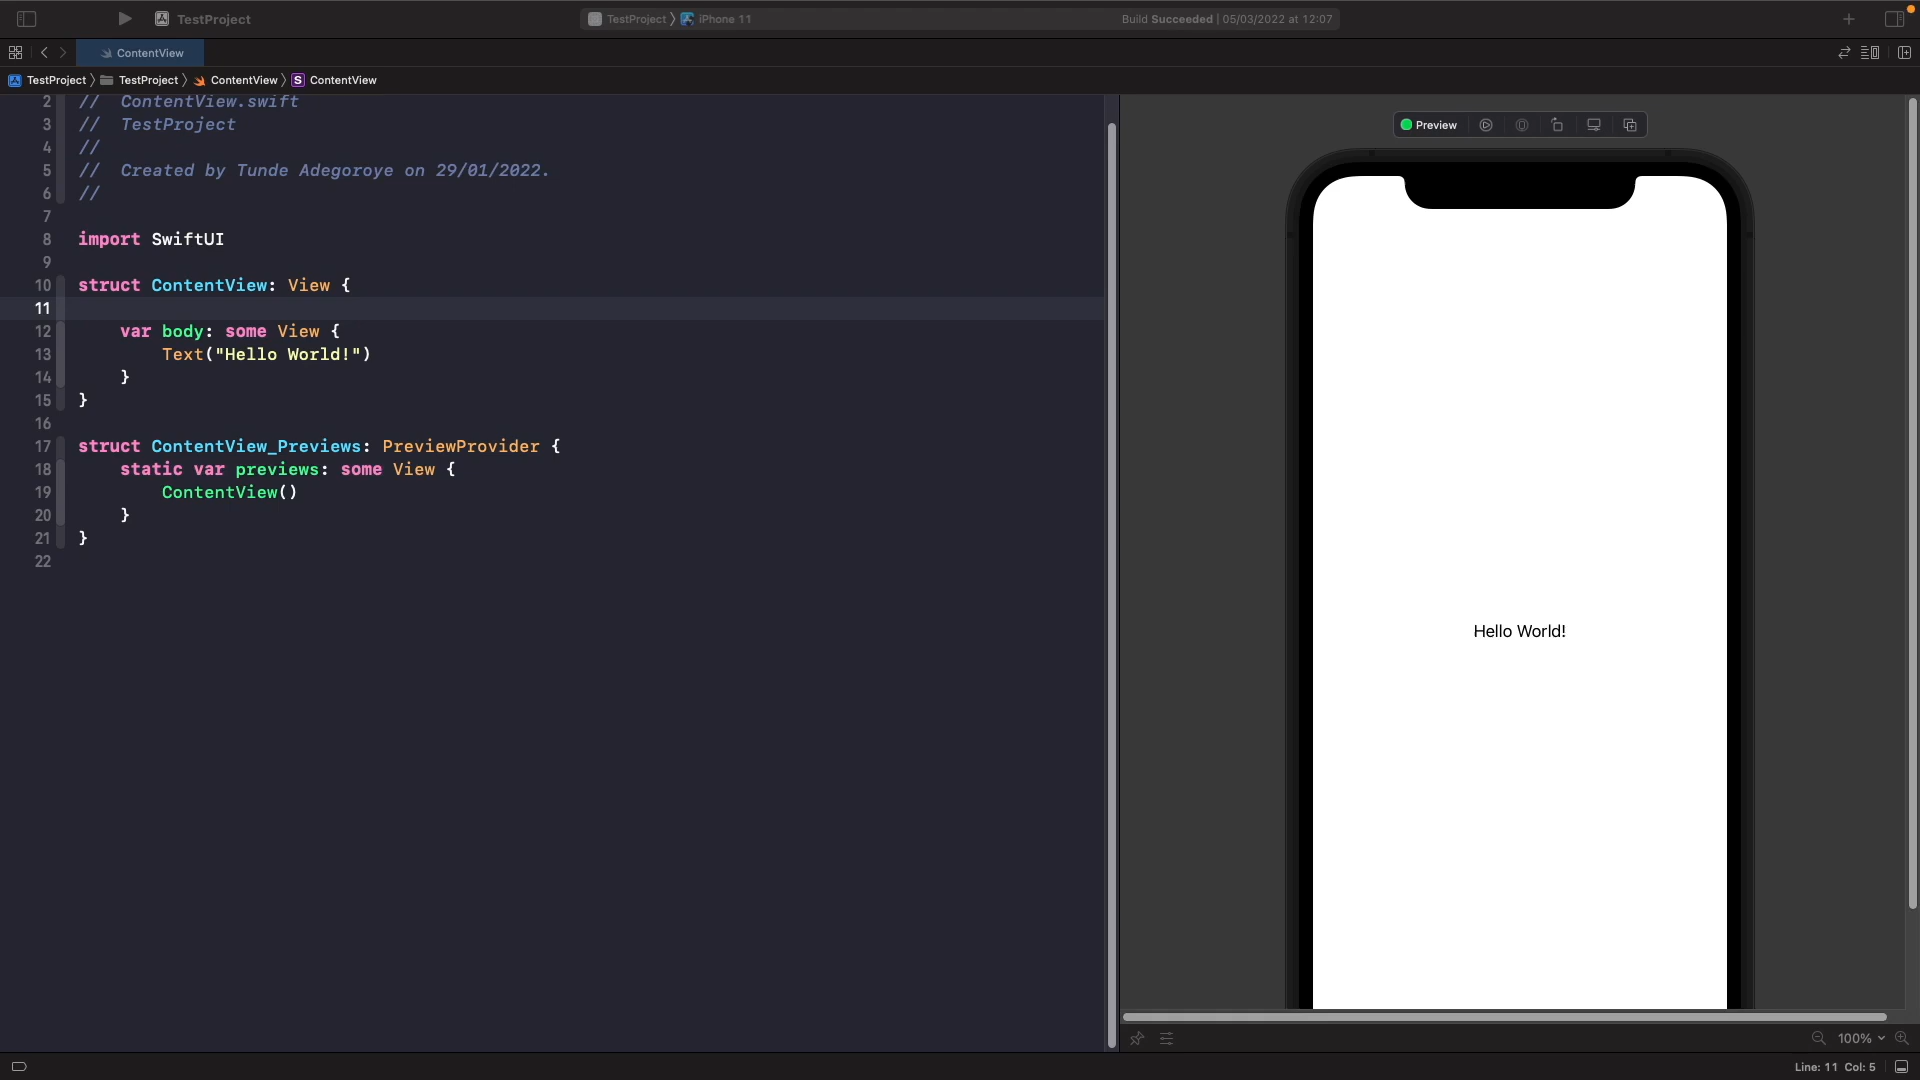 TestProject
TestProject 〉 iPhone 11
Build Succeeded | 05/03/2022 at 12:07
ContentView
TestProject 〉 TestProject 〉 ContentView 〉 S ContentView
2 //  ContentView.swift
3 //  TestProject
4 //
5 //  Created by Tunde Adegoroye on 29/01/2022.
6 //
7
8 import SwiftUI
9
10 struct ContentView: View {
11
12     var body: some View {
13         Text("Hello World!")
14     }
15 }
16
17 struct ContentView_Previews: PreviewProvider {
18     static var previews: some View {
19         ContentView()
20     }
21 }
22
Preview
Hello World!
100%
Line: 11 Col: 5